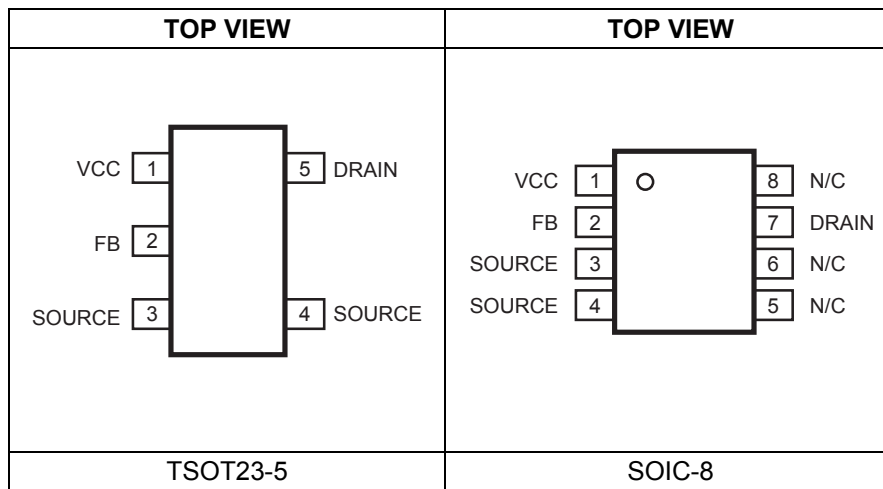 TOP VIEW
TOP VIEW
VCC 1
5 DRAIN
FB 2
SOURCE 3
4 SOURCE
VCC 1
8 N/C
FB 2
7 DRAIN
SOURCE 3
6 N/C
SOURCE 4
5 N/C
TSOT23-5
SOIC-8